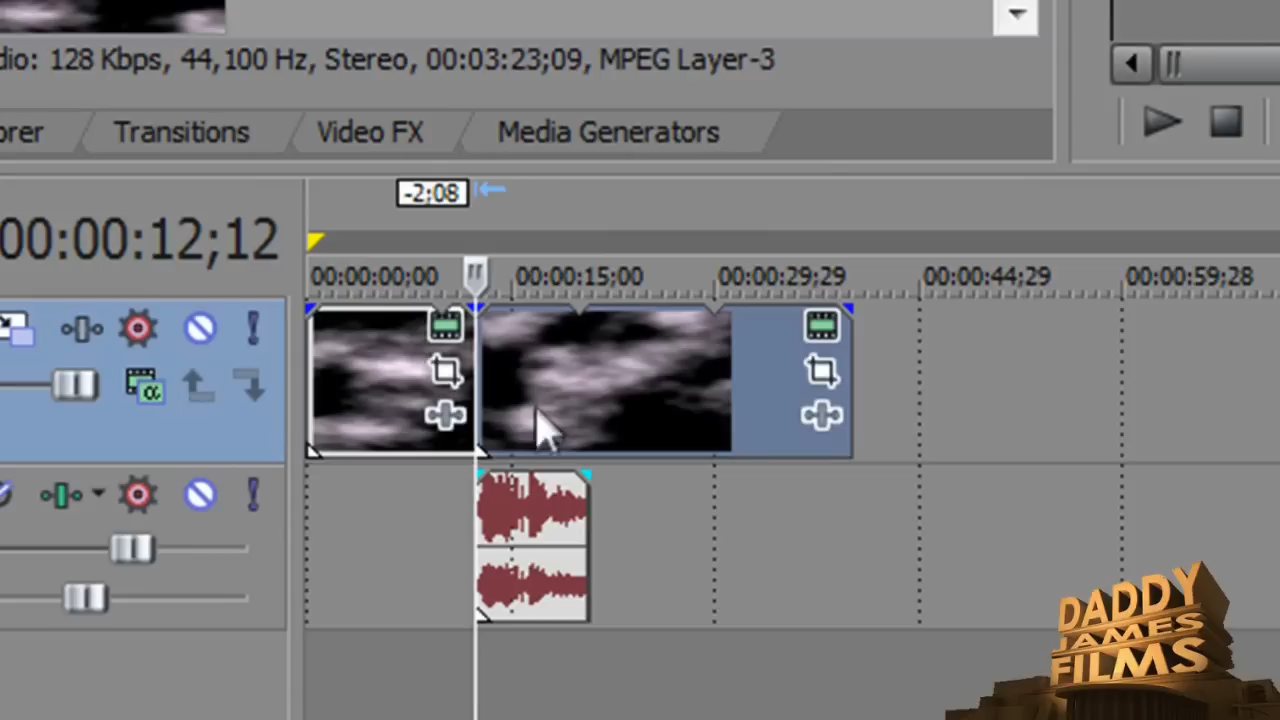 dio: 128 Kbps, 44,100 Hz, Stereo, 00:03:23;09, MPEG Layer-3
orer Transitions Video FX Media Generators
-2;08
00:00:12;12
00:00:00;00 00:00:15;00 00:00:29;29 00:00:44;29 00:00:59;28
DADDY
JAMES
FILMS